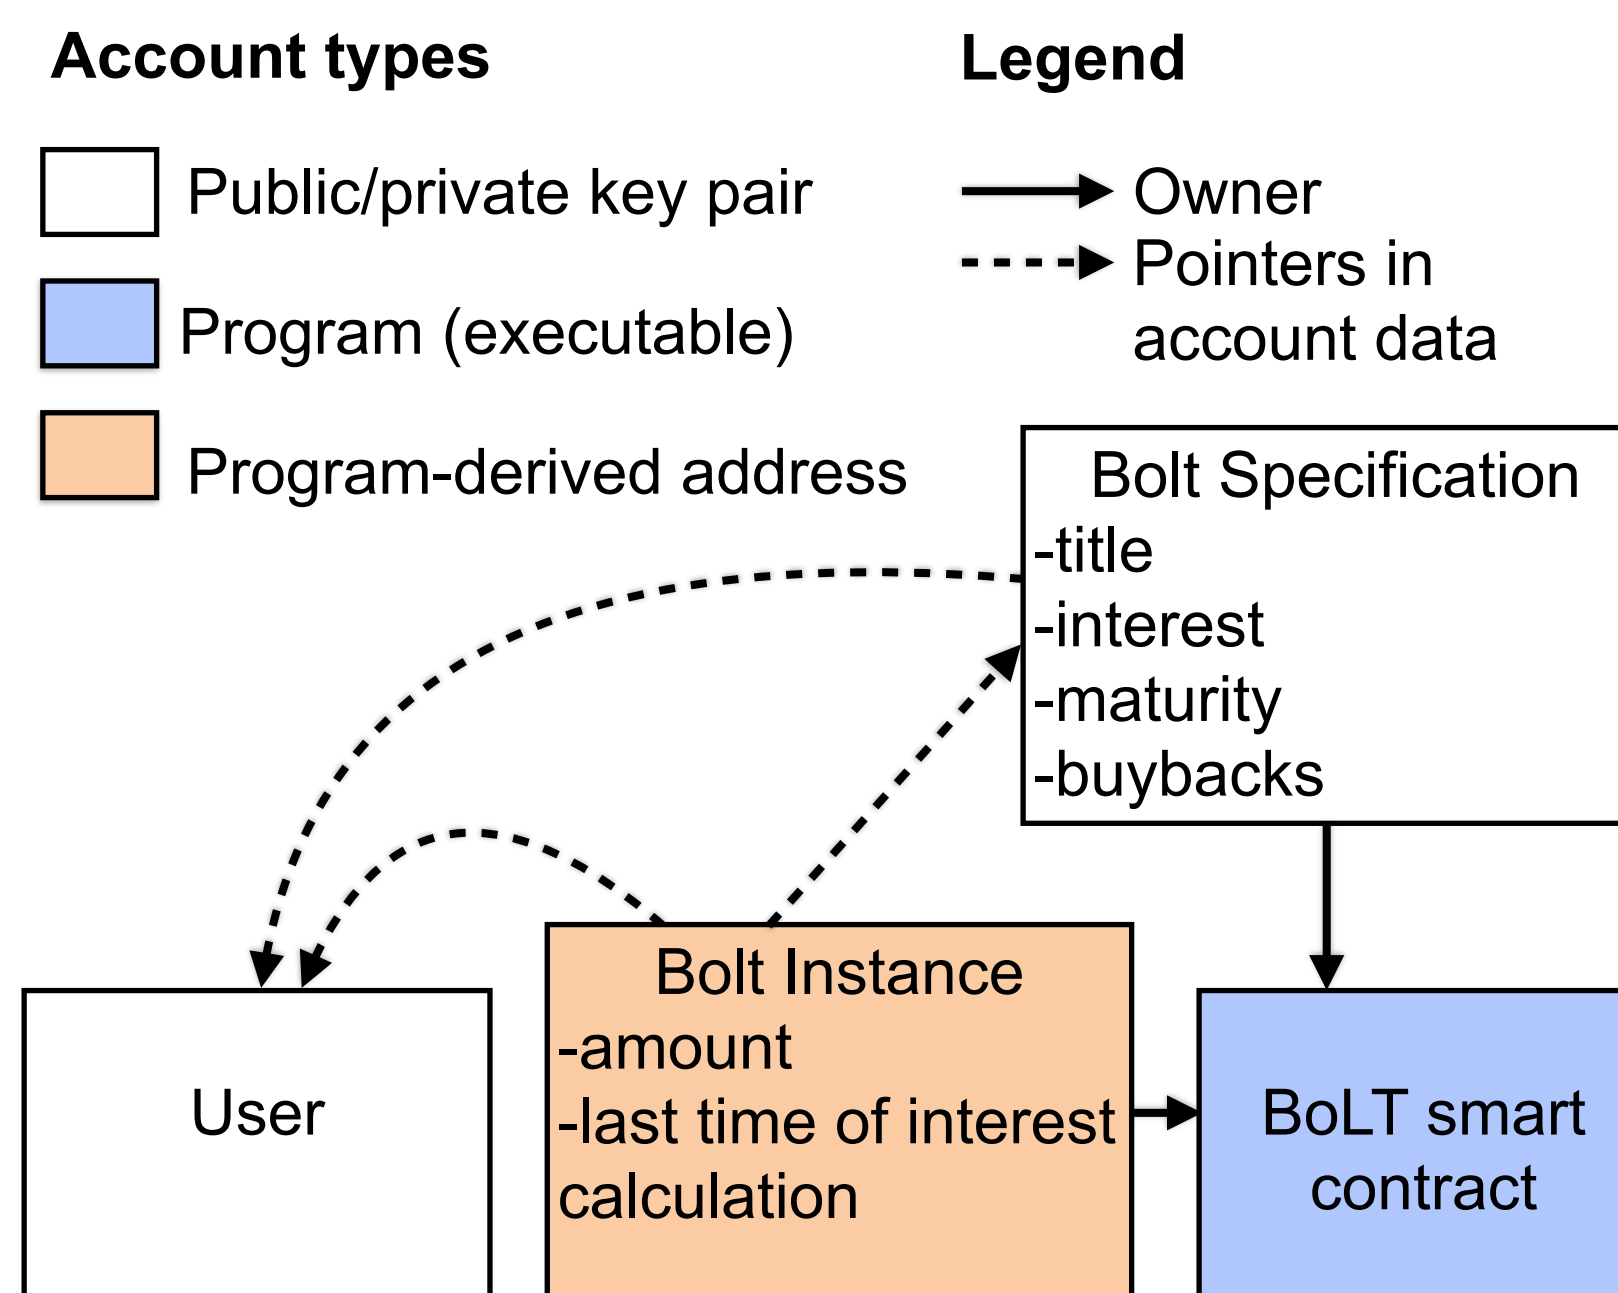 Account types
Public/private key pair
Program (executable)
Program-derived address
Legend
Owner
Pointers in
account data
Bolt Specification
-title
-interest
-maturity
-buybacks
User
Bolt Instance
-amount
-last time of interest
calculation
BoLT smart
contract